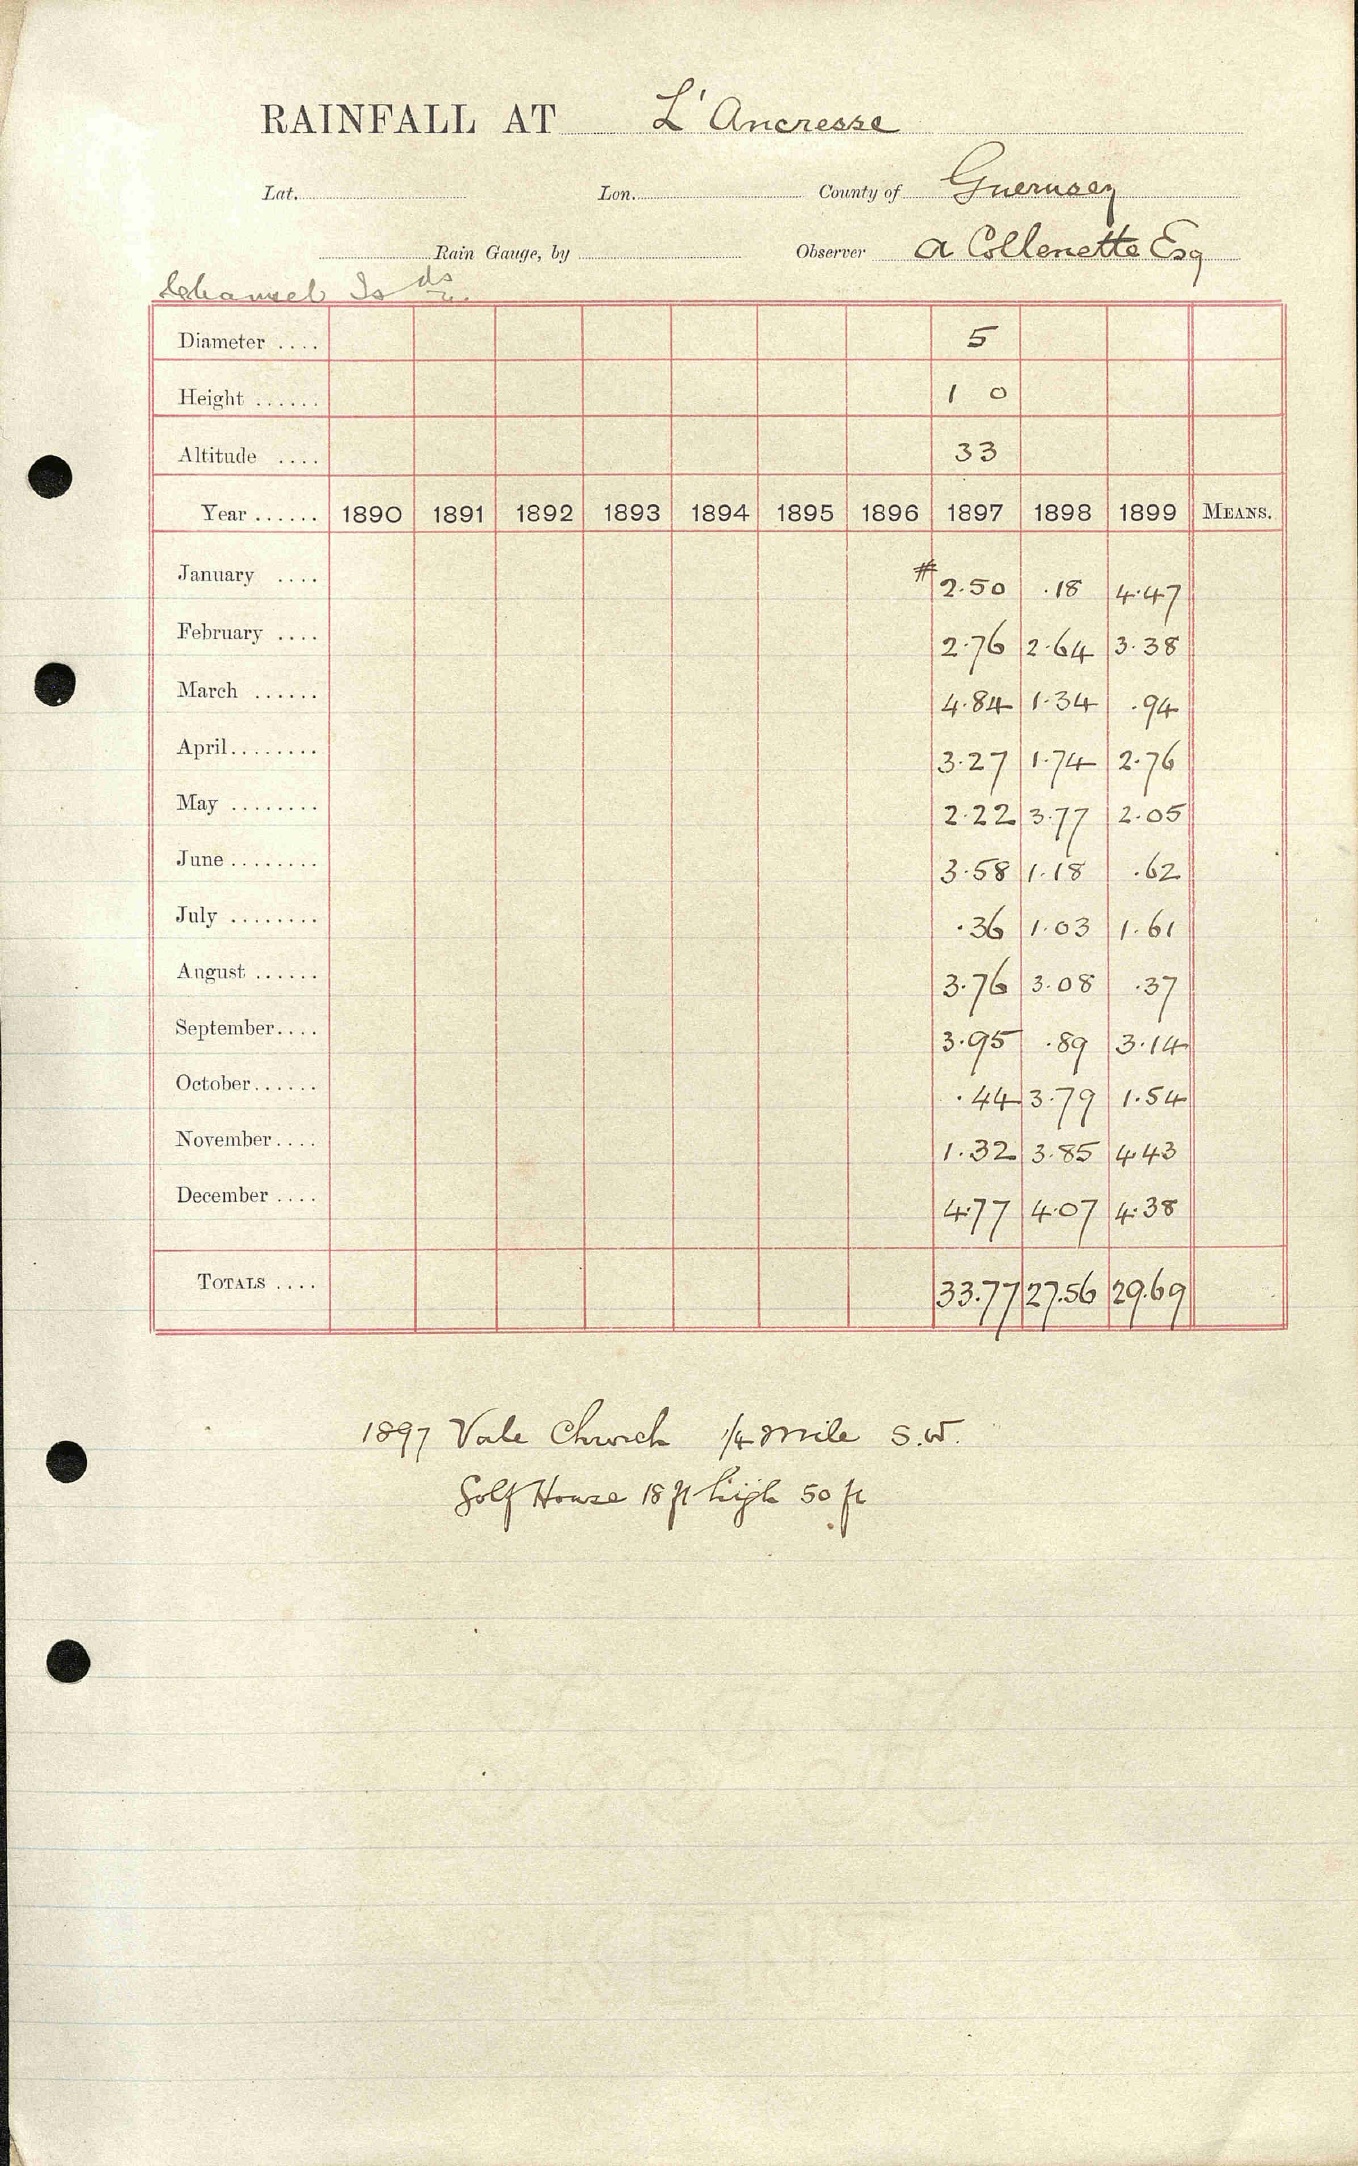 RAINFALL AT L'Ancresse
Lat. Lon. County of Guernsey
Rain Gauge, by Observer A Collenette Esq
Channel Isds.
Diameter .... 5
Height ...... 1 0
Altitude .... 33
Year ...... 1890 1891 1892 1893 1894 1895 1896 1897 1898 1899 MEANS.
January .... # 2.50 .18 4.47
February .... 2.76 2.64 3.38
March ...... 4.84 1.34 .94
April........ 3.27 1.74 2.76
May ........ 2.22 3.77 2.05
June ........ 3.58 1.18 .62
July ........ .36 1.03 1.61
August ...... 3.76 3.08 .37
September.... 3.95 .89 3.14
October...... .44 3.79 1.54
November.... 1.32 3.85 4.43
December .... 4.77 4.07 4.38
TOTALS .... 33.77 27.56 29.69
1897 Vale Church 1/4 mile S.W.
Golf House 18 ft high 50 ft